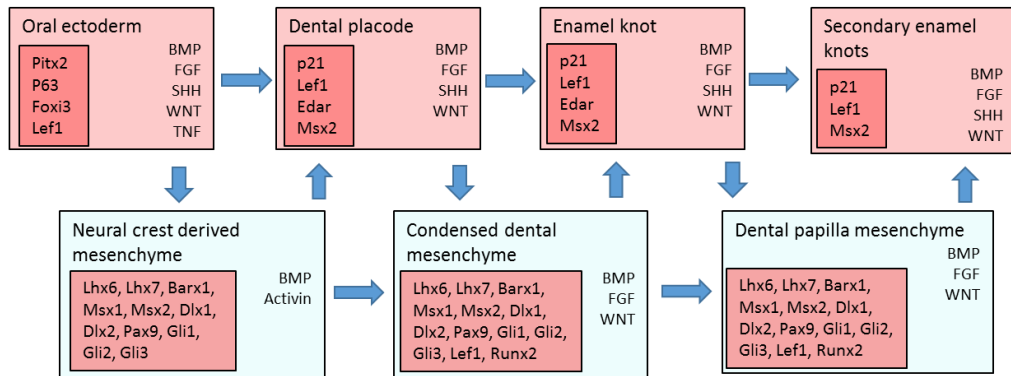 Oral ectoderm
Pitx2
P63
Foxi3
Lef1
BMP
FGF
SHH
WNT
TNF
Dental placode
p21
Lef1
Edar
Msx2
BMP
FGF
SHH
WNT
Enamel knot
p21
Lef1
Edar
Msx2
BMP
FGF
SHH
WNT
Secondary enamel
knots
p21
Lef1
Msx2
BMP
FGF
SHH
WNT
Neural crest derived
mesenchyme
Lhx6, Lhx7, Barx1,
Msx1, Msx2, Dlx1,
Dlx2, Pax9, Gli1,
Gli2, Gli3
BMP
Activin
Condensed dental
mesenchyme
Lhx6, Lhx7, Barx1,
Msx1, Msx2, Dlx1,
Dlx2, Pax9, Gli1, Gli2,
Gli3, Lef1, Runx2
BMP
FGF
WNT
Dental papilla mesenchyme
Lhx6, Lhx7, Barx1,
Msx1, Msx2, Dlx1,
Dlx2, Pax9, Gli1, Gli2,
Gli3, Lef1, Runx2
BMP
FGF
WNT